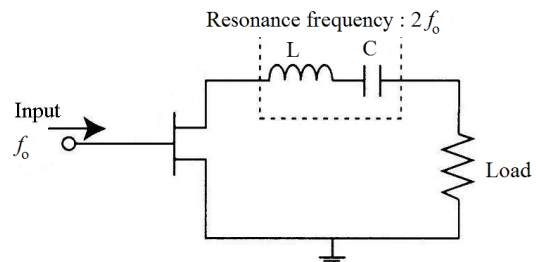 Resonance frequency : 2 fₒ
L C
Input
fₒ
Load